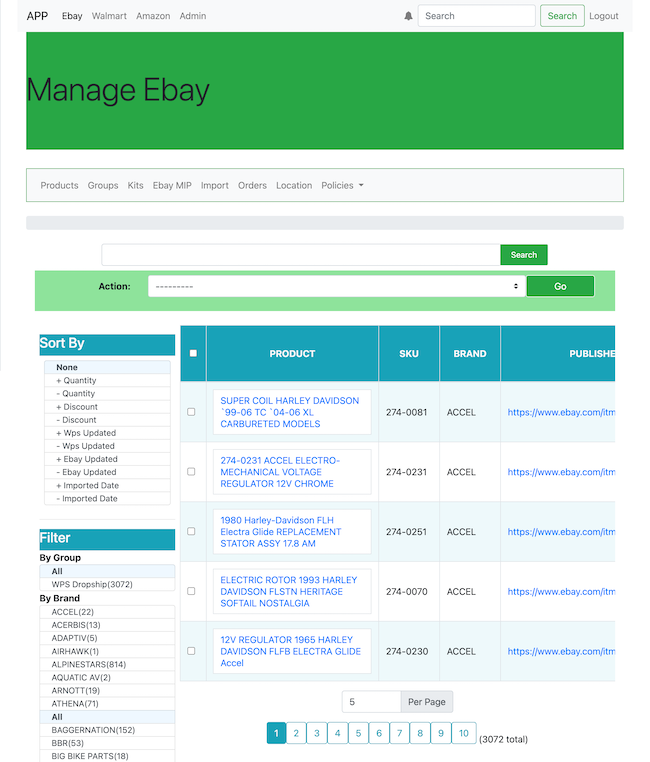 APP Ebay Walmart Amazon Admin Search Search Logout
Manage Ebay
Products Groups Kits Ebay MIP Import Orders Location Policies
Search
Action: --------- Go
Sort By
None
+ Quantity
- Quantity
+ Discount
- Discount
+ Wps Updated
- Wps Updated
+ Ebay Updated
- Ebay Updated
+ Imported Date
- Imported Date
Filter
By Group
All
WPS Dropship(3072)
By Brand
ACCEL(22)
ACERBIS(13)
ADAPTIV(5)
AIRHAWK(1)
ALPINESTARS(814)
AQUATIC AV(2)
ARNOTT(19)
ATHENA(71)
All
BAGGERNATION(152)
BBR(53)
BIG BIKE PARTS(18)
PRODUCT SKU BRAND PUBLISHE
SUPER COIL HARLEY DAVIDSON
`99-06 TC `04-06 XL
CARBURETED MODELS
274-0081 ACCEL https://www.ebay.com/itm
274-0231 ACCEL ELECTRO-
MECHANICAL VOLTAGE
REGULATOR 12V CHROME
274-0231 ACCEL https://www.ebay.com/itm
1980 Harley-Davidson FLH
Electra Glide REPLACEMENT
STATOR ASSY 17.8 AM
274-0251 ACCEL https://www.ebay.com/itm
ELECTRIC ROTOR 1993 HARLEY
DAVIDSON FLSTN HERITAGE
SOFTAIL NOSTALGIA
274-0070 ACCEL https://www.ebay.com/itm
12V REGULATOR 1965 HARLEY
DAVIDSON FLFB ELECTRA GLIDE
Accel
274-0230 ACCEL https://www.ebay.com/itm
5 Per Page
1 2 3 4 5 6 7 8 9 10 (3072 total)